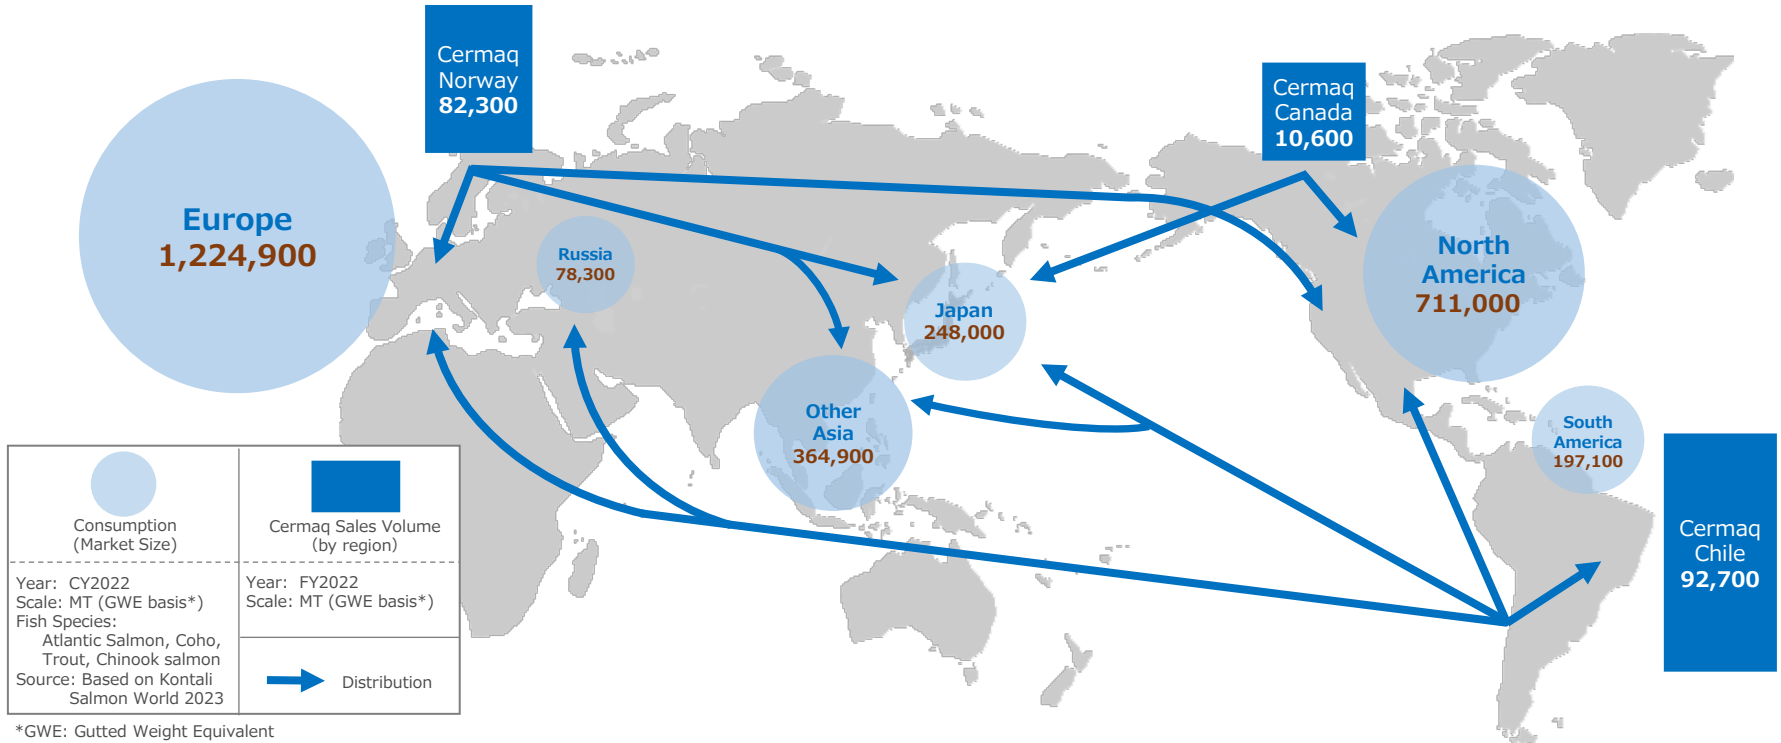 Cermaq
Norway
82,300
Cermaq
Canada
10,600
Europe
1,224,900
Russia
78,300
Japan
248,000
North
America
711,000
Other
Asia
364,900
South
America
197,100
Cermaq
Chile
92,700
Consumption
(Market Size)
Cermaq Sales Volume
(by region)
Year: CY2022
Scale: MT (GWE basis*)
Fish Species:
Atlantic Salmon, Coho,
Trout, Chinook salmon
Source: Based on Kontali
Salmon World 2023
Year: FY2022
Scale: MT (GWE basis*)
Distribution
*GWE: Gutted Weight Equivalent